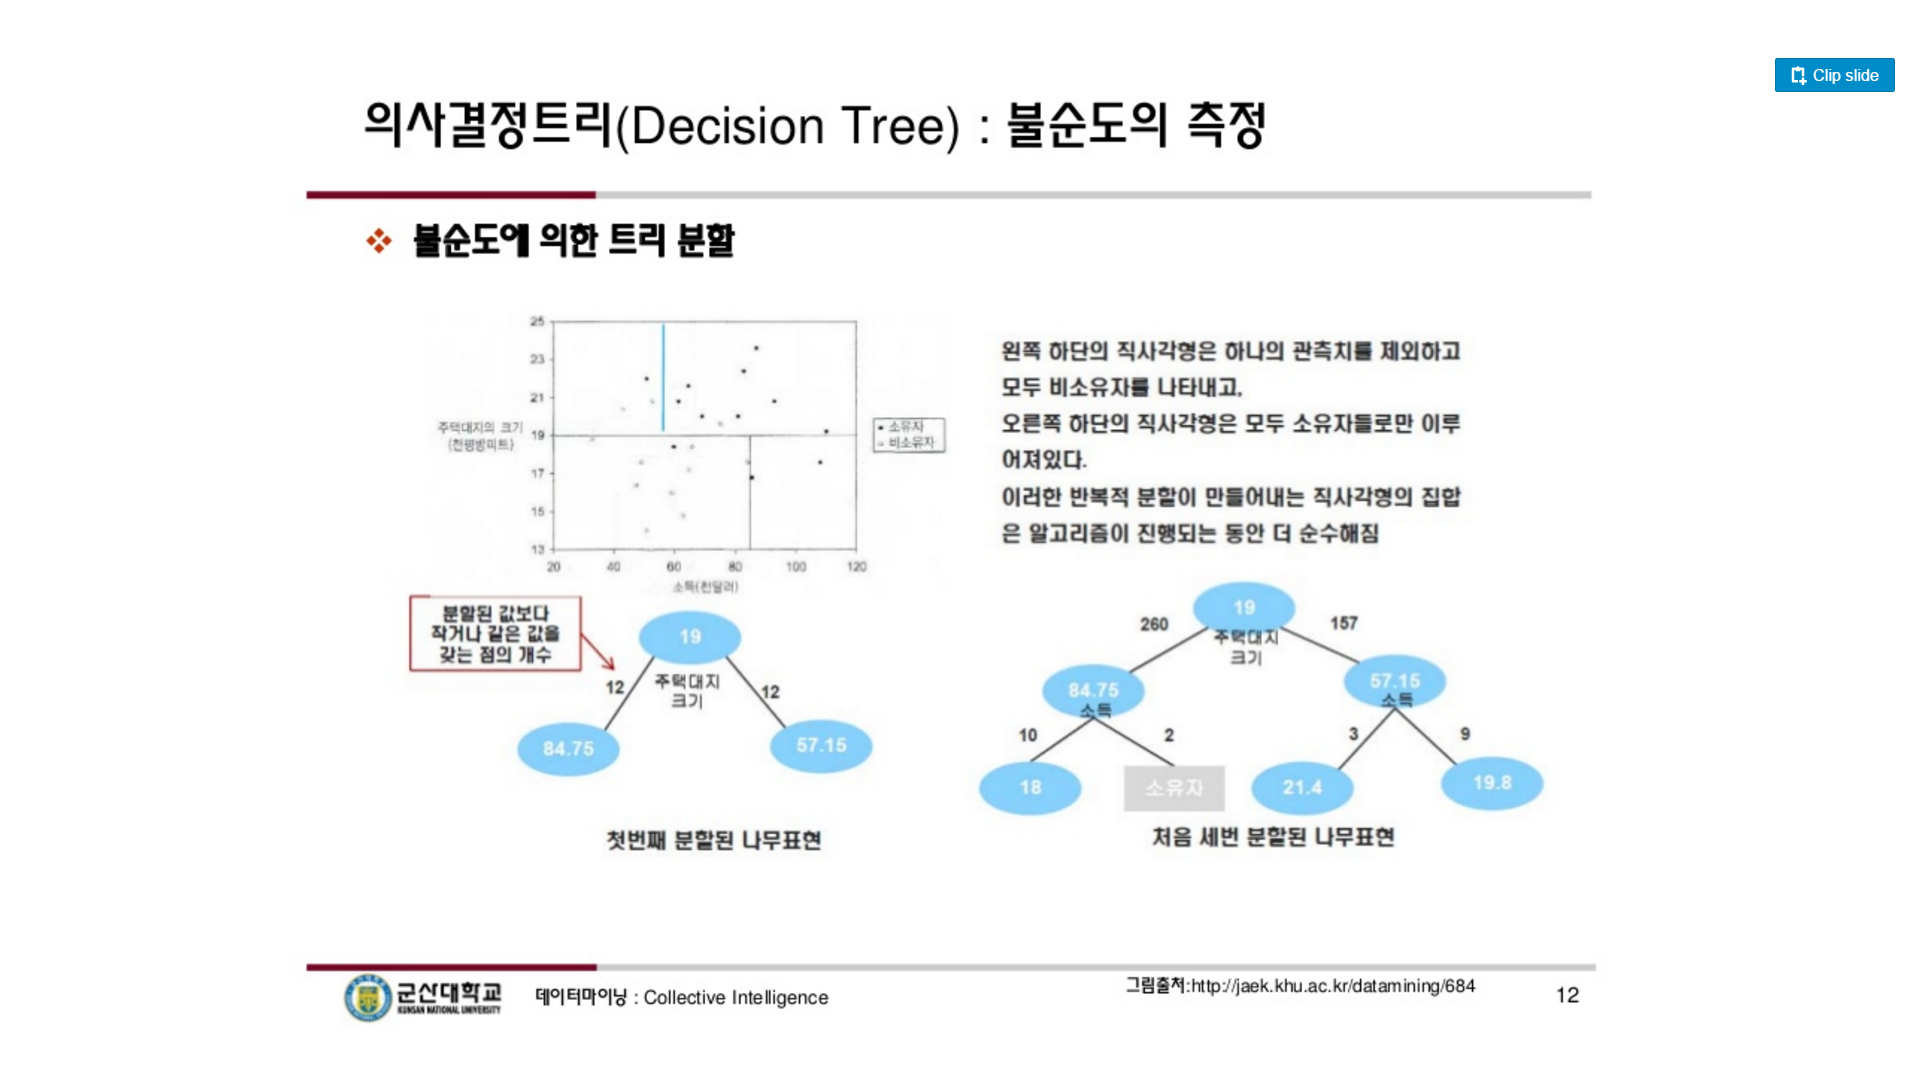 Clip slide
의사결정트리(Decision Tree) : 불순도의 측정
불순도에 의한 트리 분할
25
23
21
19
17
15
13
주택대지의 크기
(천평방피트)
20 40 60 80 100 120
소득(천달러)
소유자
비소유자
왼쪽 하단의 직사각형은 하나의 관측치를 제외하고
모두 비소유자를 나타내고,
오른쪽 하단의 직사각형은 모두 소유자들로만 이루
어져있다.
이러한 반복적 분할이 만들어내는 직사각형의 집합
은 알고리즘이 진행되는 동안 더 순수해짐
분할된 값보다
작거나 같은 값을
갖는 점의 개수
19
주택대지
크기
12 12
84.75 57.15
첫번째 분할된 나무표현
19
주택대지
크기
260 157
84.75
소득
57.15
소득
10 2 3 9
18 소유자 21.4 19.8
처음 세번 분할된 나무표현
군산대학교
KUNSAN NATIONAL UNIVERSITY
데이터마이닝 : Collective Intelligence
그림출처:http://jaek.khu.ac.kr/datamining/684
12